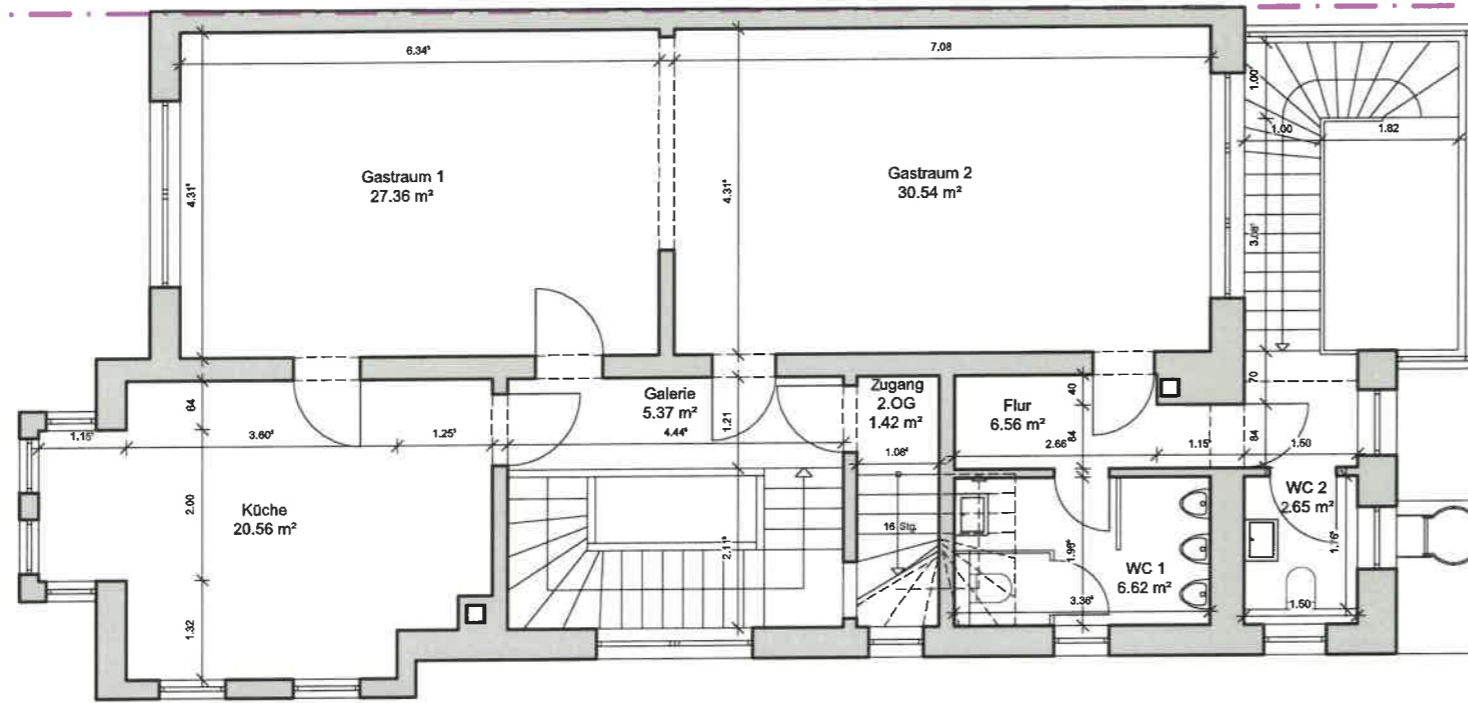 6.34⁵
7.08
1.00
1.00
1.82
Gastraum 1
27.36 m²
Gastraum 2
30.54 m²
4.31⁵
4.31⁵
3.08⁵
64
1.15⁵
3.60⁵
1.25⁵
Galerie
5.37 m²
4.44⁵
1.21
Zugang
2.OG
1.42 m²
1.08⁵
40
Flur
6.56 m²
2.66
84
1.15⁵
84
70
1.50
Küche
20.56 m²
2.00
1.32
2.11⁵
16 Stg.
1.96⁵
WC 1
6.62 m²
3.36⁵
WC 2
2.65 m²
1.76⁵
1.50